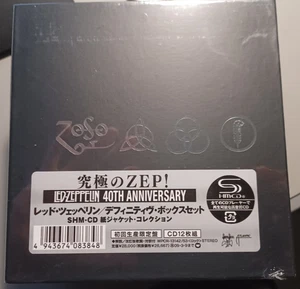 ZOSO
究極のZEP!
LED ZEPPELIN 40TH ANNIVERSARY
レッド・ツェッペリン/デフィニティヴ・ボックスセット
SHM-CD 紙ジャケット・コレクション
初回生産限定盤 CD12枚組
4 943674 083848
SHM-CD